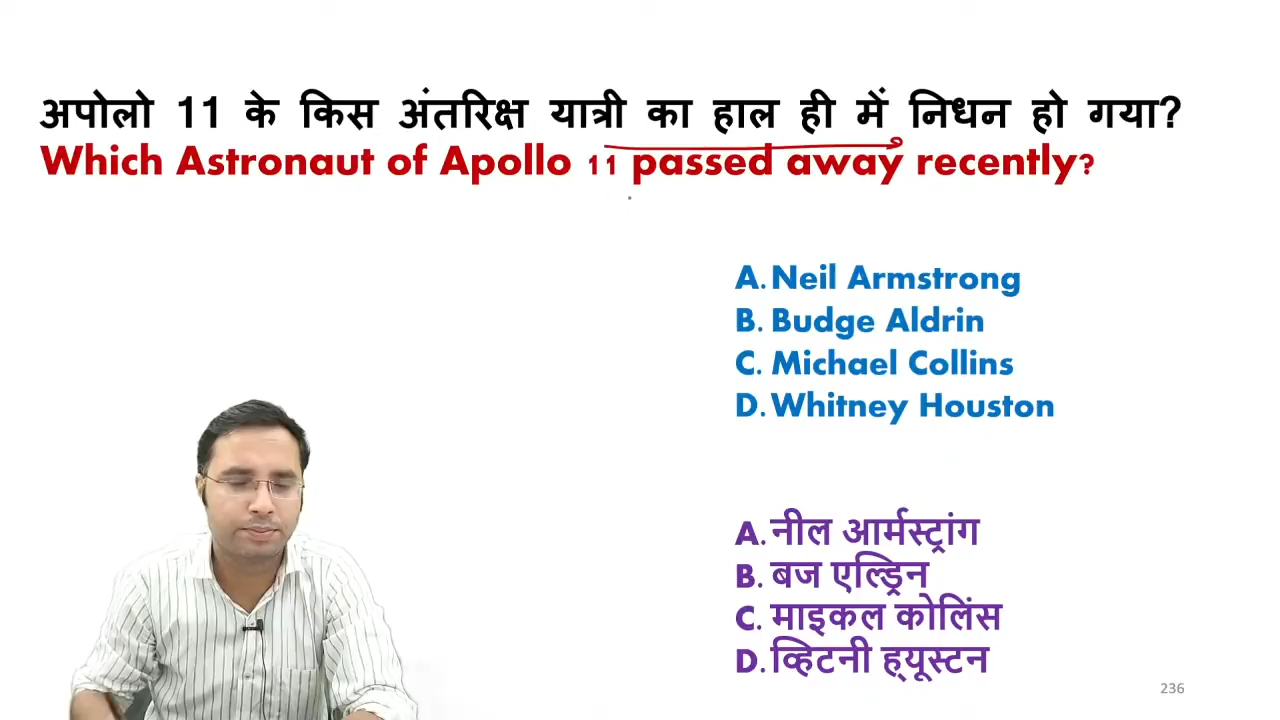 अपोलो 11 के किस अंतरिक्ष यात्री का हाल ही में निधन हो गया?
Which Astronaut of Apollo 11 passed away recently?
A. Neil Armstrong
B. Budge Aldrin
C. Michael Collins
D. Whitney Houston
A. नील आर्मस्ट्रांग
B. बज एल्ड्रिन
C. माइकल कोलिंस
D. व्हिटनी ह्यूस्टन
236